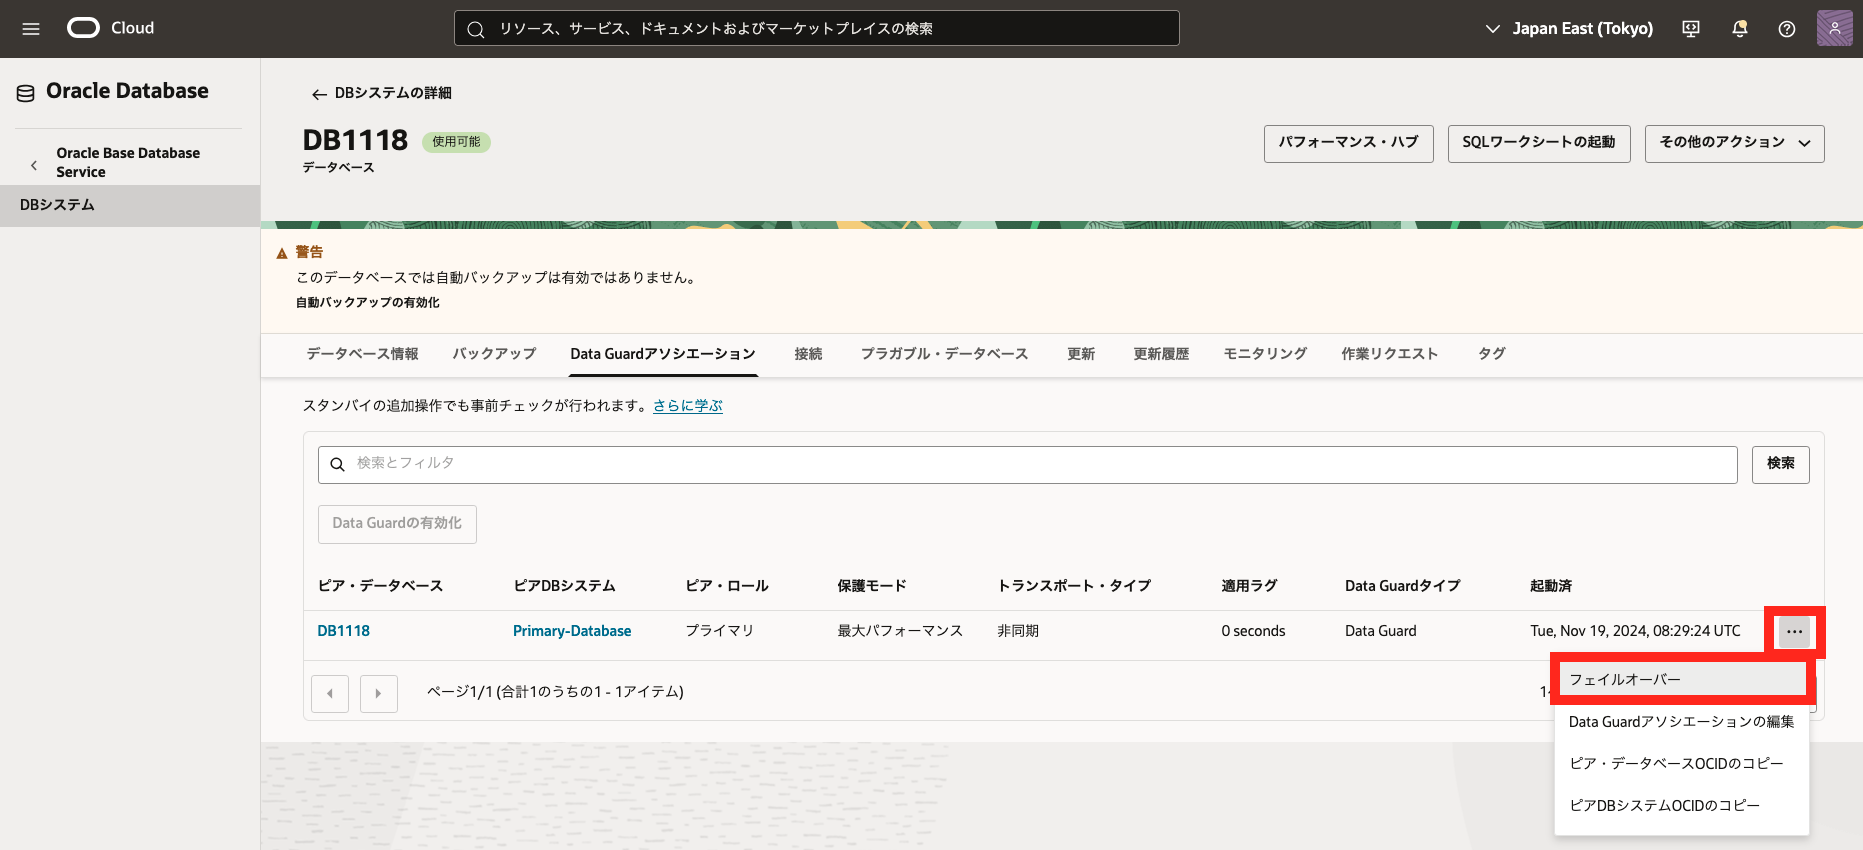 Cloud
リソース、サービス、ドキュメントおよびマーケットプレイスの検索
Japan East (Tokyo)
Oracle Database
Oracle Base Database
Service
DBシステム
DBシステムの詳細
DB1118
使用可能
データベース
パフォーマンス・ハブ
SQLワークシートの起動
その他のアクション
警告
このデータベースでは自動バックアップは有効ではありません。
自動バックアップの有効化
データベース情報 バックアップ Data Guardアソシエーション 接続 プラガブル・データベース 更新 更新履歴 モニタリング 作業リクエスト タグ
スタンバイの追加操作でも事前チェックが行われます。さらに学ぶ
検索とフィルタ
検索
Data Guardの有効化
ピア・データベース ピアDBシステム ピア・ロール 保護モード トランスポート・タイプ 適用ラグ Data Guardタイプ 起動済
DB1118 Primary-Database プライマリ 最大パフォーマンス 非同期 0 seconds Data Guard Tue, Nov 19, 2024, 08:29:24 UTC
ページ1/1 (合計1のうちの1 - 1アイテム)
フェイルオーバー
Data Guardアソシエーションの編集
ピア・データベースOCIDのコピー
ピアDBシステムOCIDのコピー